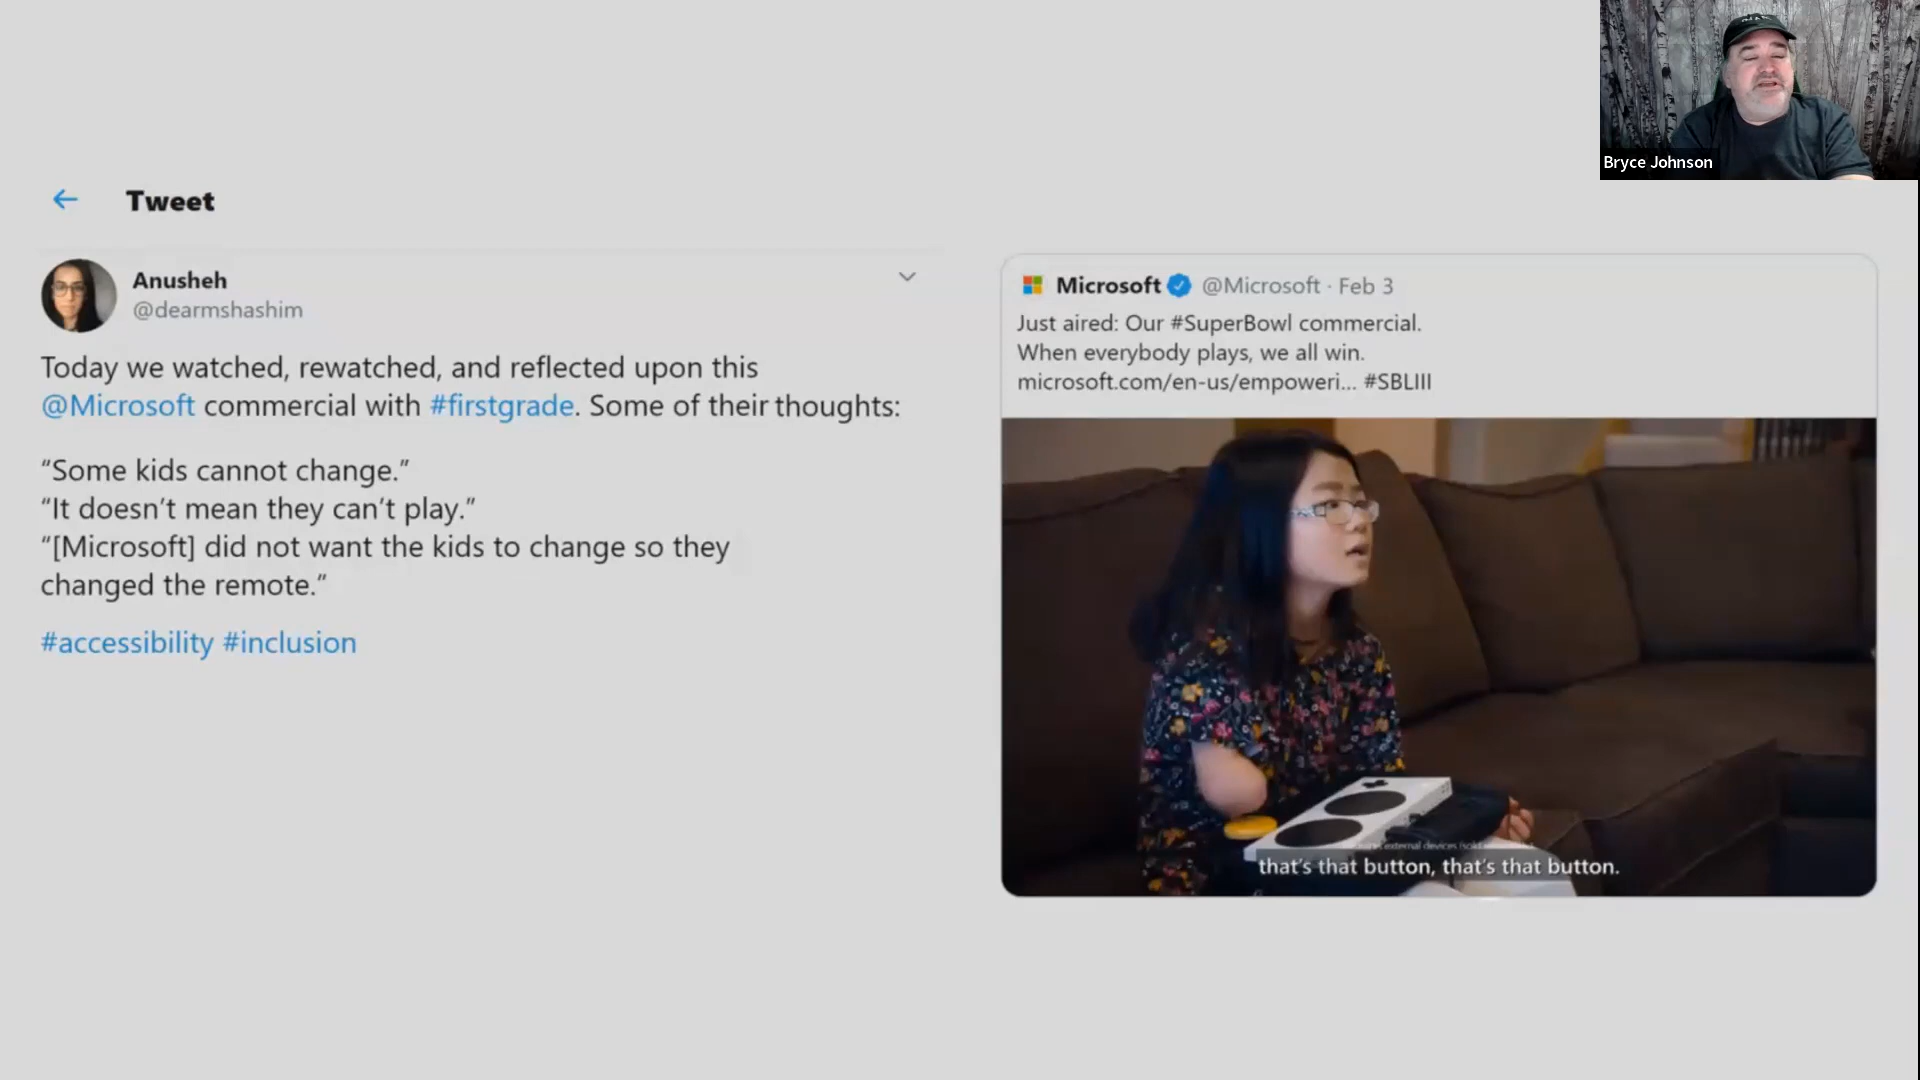 Bryce Johnson
Tweet
Anusheh
@dearmshashim
Today we watched, rewatched, and reflected upon this
@Microsoft commercial with #firstgrade. Some of their thoughts:
“Some kids cannot change.”
“It doesn’t mean they can’t play.”
“[Microsoft] did not want the kids to change so they
changed the remote.”
#accessibility #inclusion
Microsoft @Microsoft · Feb 3
Just aired: Our #SuperBowl commercial.
When everybody plays, we all win.
microsoft.com/en-us/empoweri... #SBLIII
external devices
that’s that button, that’s that button.